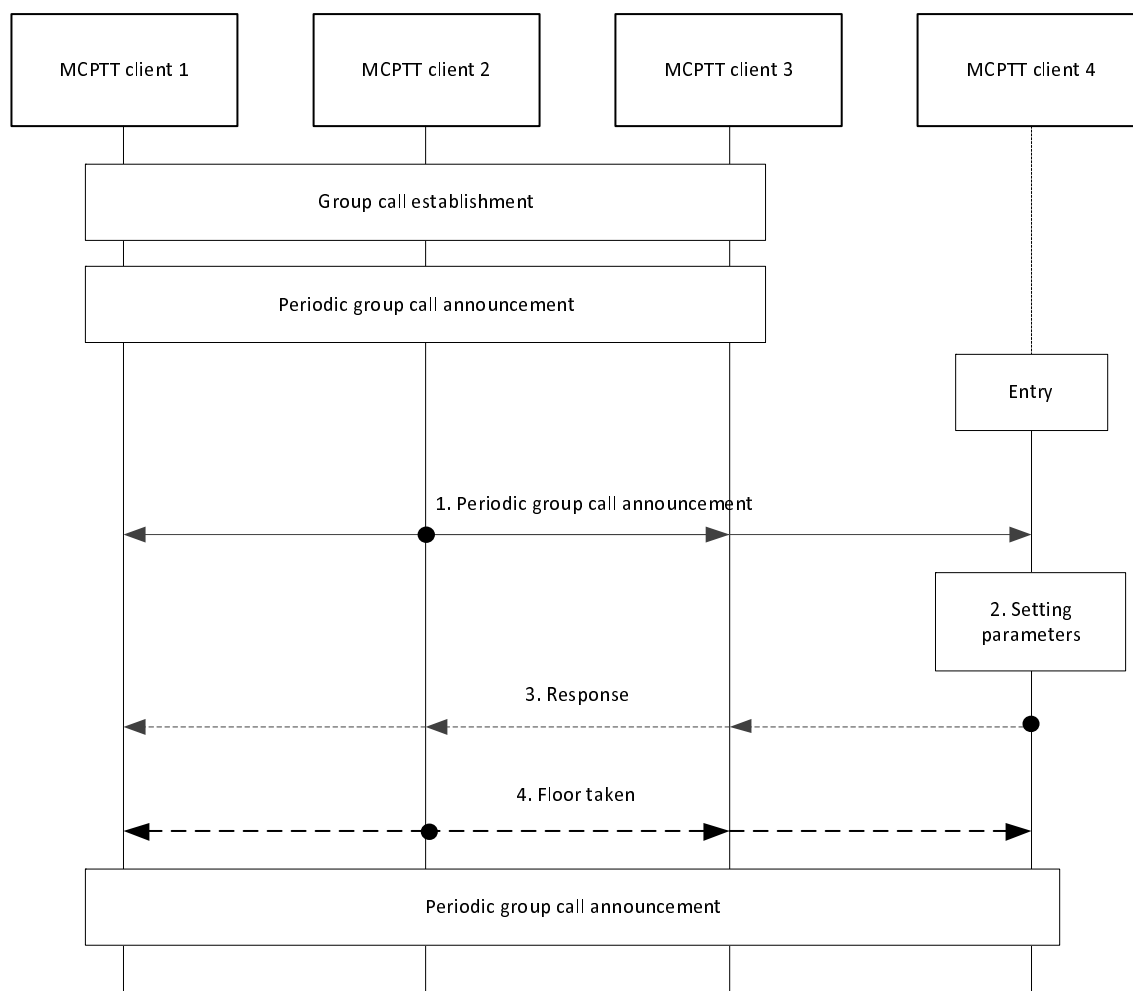 MCPTT client 1
MCPTT client 2
MCPTT client 3
MCPTT client 4
Group call establishment
Periodic group call announcement
Entry
1. Periodic group call announcement
2. Setting
parameters
3. Response
4. Floor taken
Periodic group call announcement